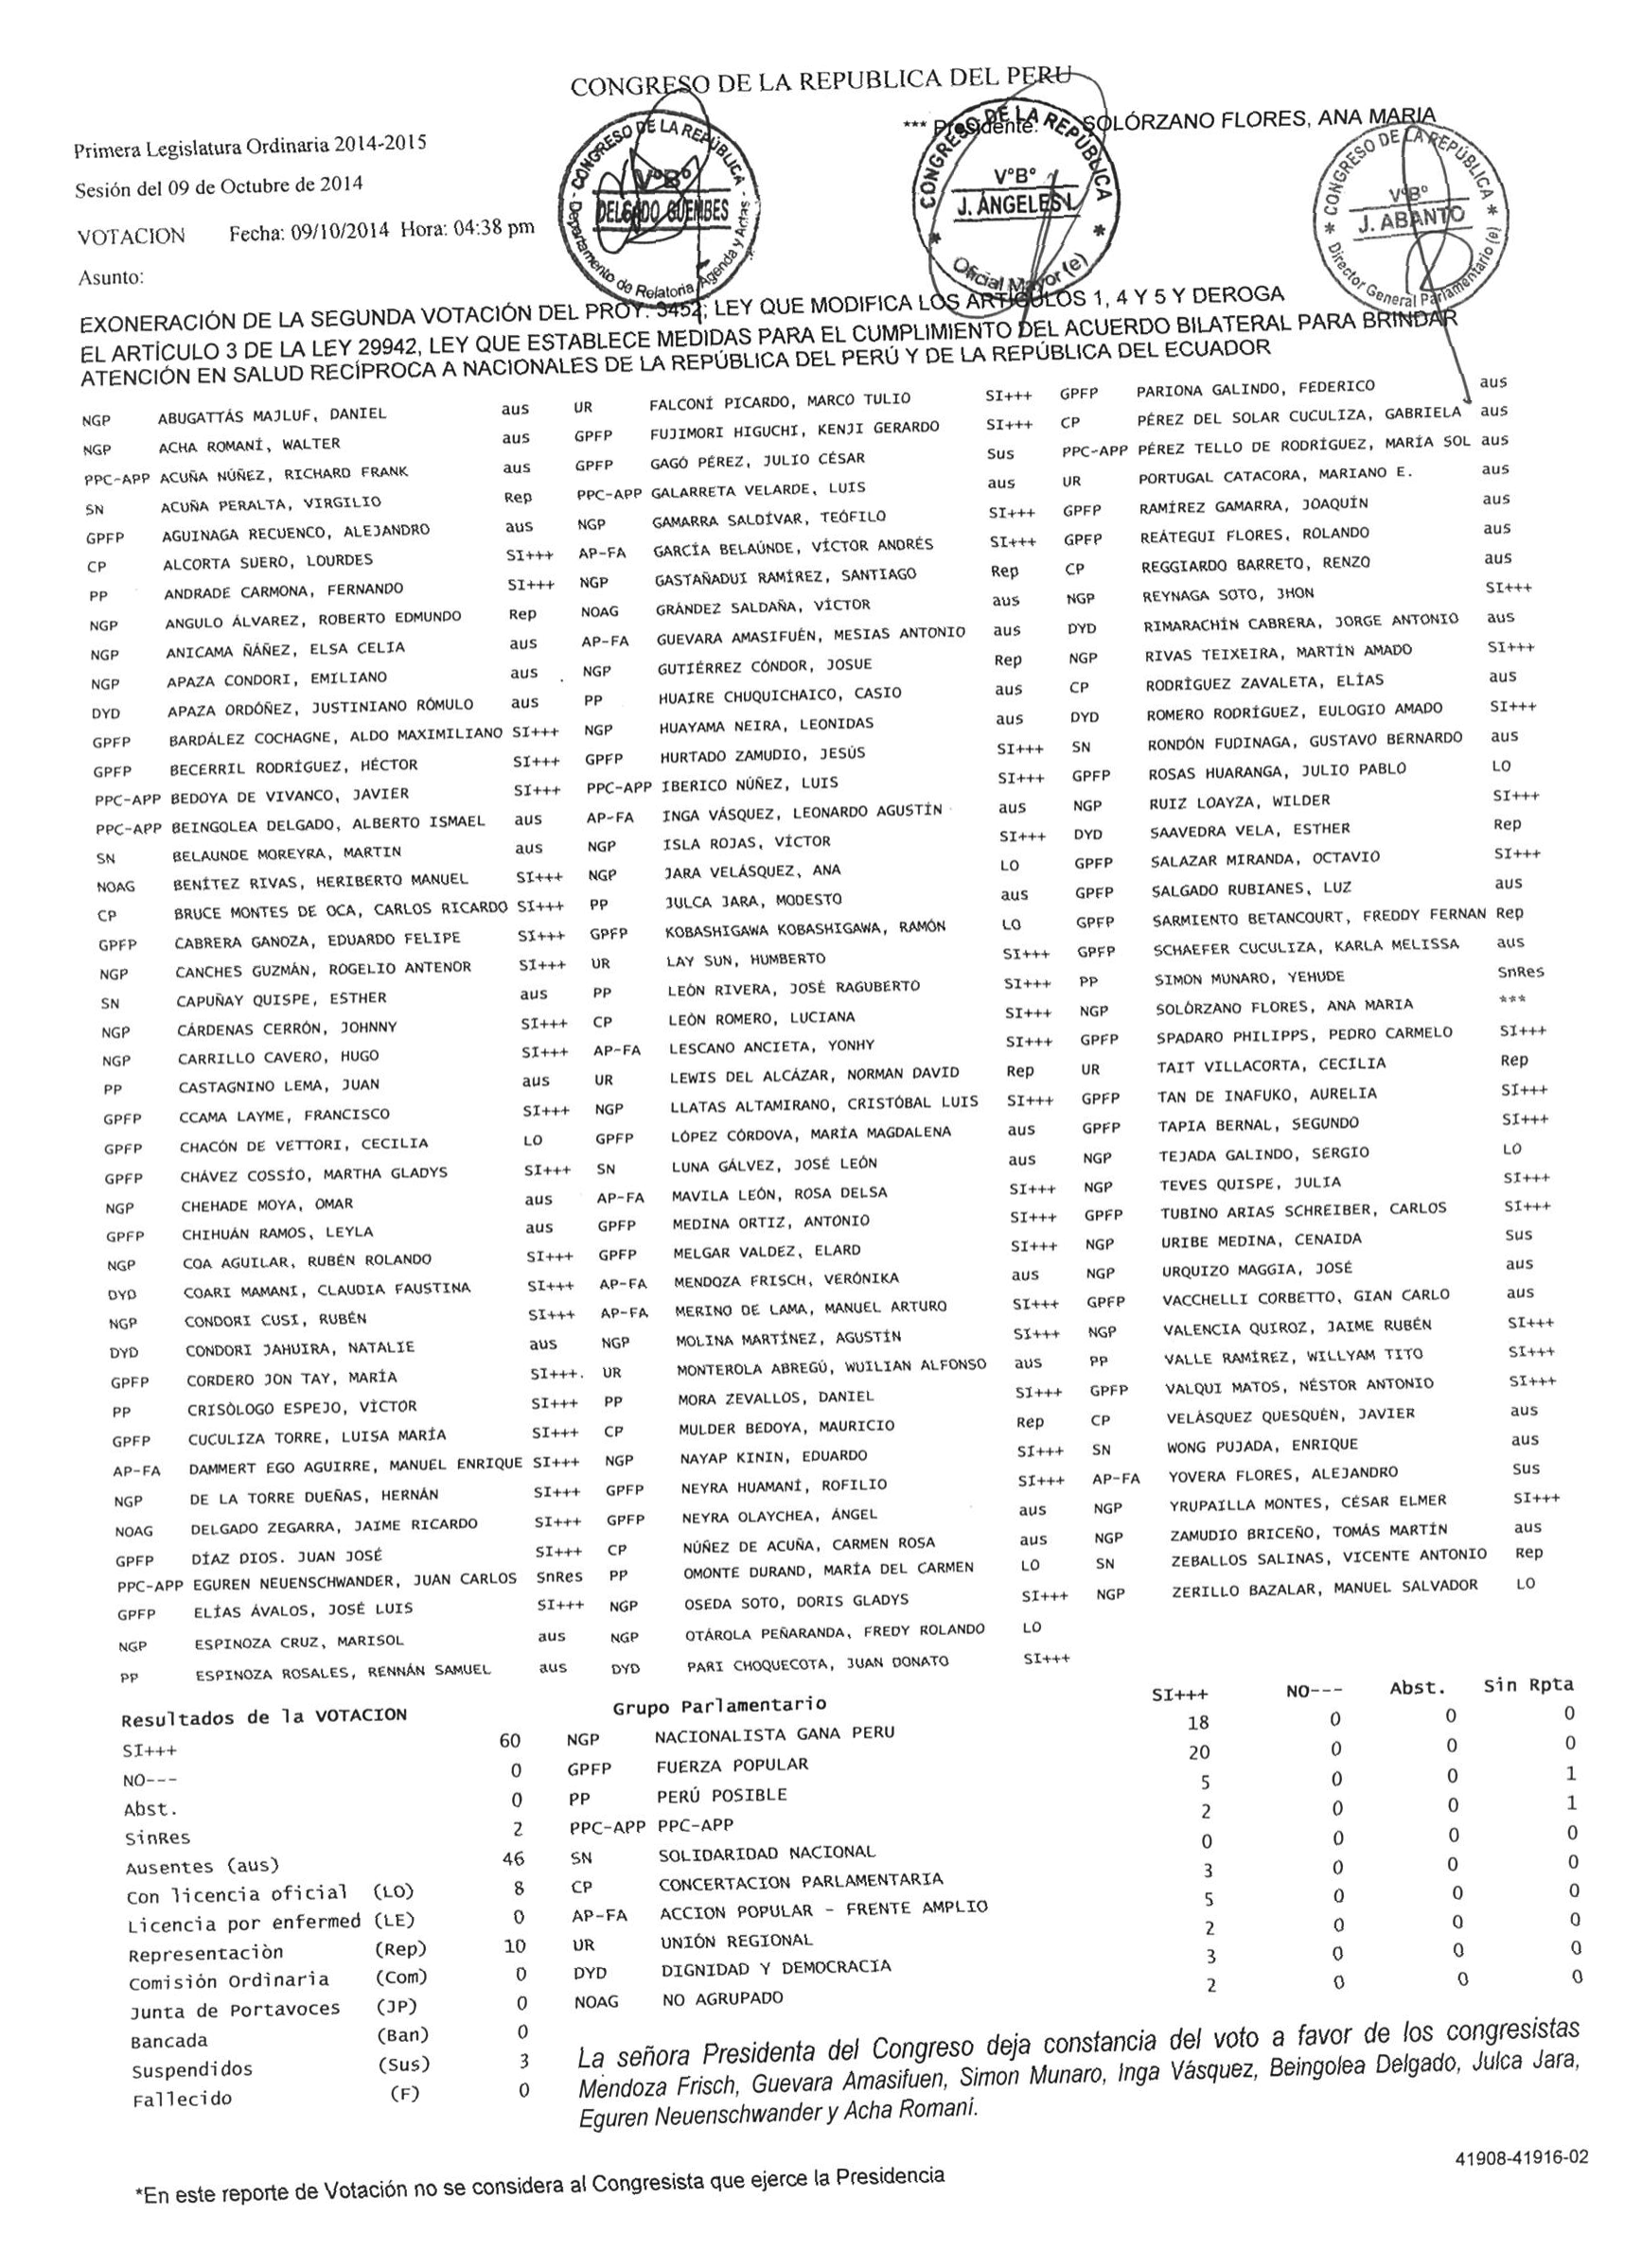 CONGRESO DE LA REPUBLICA DEL PERU
*** Presidente: SOLÓRZANO FLORES, ANA MARIA
Primera Legislatura Ordinaria 2014-2015
Sesión del 09 de Octubre de 2014
VOTACION Fecha: 09/10/2014 Hora: 04:38 pm
Asunto:
CONGRESO DE LA REPÚBLICA - Departamento de Relatoria, Agenda y Actas -
V°B°
DELGADO GUEMBES
CONGRESO DE LA REPÚBLICA * Oficial Mayor (e) *
V°B°
J. ÁNGELES I.
* CONGRESO DE LA REPÚBLICA * Director General Parlamentario (e)
V°B°
J. ABANTO
EXONERACIÓN DE LA SEGUNDA VOTACIÓN DEL PROY. 3452; LEY QUE MODIFICA LOS ARTÍCULOS 1, 4 Y 5 Y DEROGA
EL ARTÍCULO 3 DE LA LEY 29942, LEY QUE ESTABLECE MEDIDAS PARA EL CUMPLIMIENTO DEL ACUERDO BILATERAL PARA BRINDAR
ATENCIÓN EN SALUD RECÍPROCA A NACIONALES DE LA REPÚBLICA DEL PERÚ Y DE LA REPÚBLICA DEL ECUADOR
NGP ABUGATTÁS MAJLUF, DANIEL aus UR FALCONÍ PICARDO, MARCO TULIO SI+++ GPFP PARIONA GALINDO, FEDERICO aus
NGP ACHA ROMANÍ, WALTER aus GPFP FUJIMORI HIGUCHI, KENJI GERARDO SI+++ CP PÉREZ DEL SOLAR CUCULIZA, GABRIELA aus
PPC-APP ACUÑA NÚÑEZ, RICHARD FRANK aus GPFP GAGÓ PÉREZ, JULIO CÉSAR Sus PPC-APP PÉREZ TELLO DE RODRÍGUEZ, MARÍA SOL aus
SN ACUÑA PERALTA, VIRGILIO Rep PPC-APP GALARRETA VELARDE, LUIS aus UR PORTUGAL CATACORA, MARIANO E. aus
GPFP AGUINAGA RECUENCO, ALEJANDRO aus NGP GAMARRA SALDÍVAR, TEÓFILO SI+++ GPFP RAMÍREZ GAMARRA, JOAQUÍN aus
CP ALCORTA SUERO, LOURDES SI+++ AP-FA GARCÍA BELAÚNDE, VÍCTOR ANDRÉS SI+++ GPFP REÁTEGUI FLORES, ROLANDO aus
PP ANDRADE CARMONA, FERNANDO SI+++ NGP GASTAÑADUI RAMÍREZ, SANTIAGO Rep CP REGGIARDO BARRETO, RENZO aus
NGP ANGULO ÁLVAREZ, ROBERTO EDMUNDO Rep NOAG GRÁNDEZ SALDAÑA, VÍCTOR aus NGP REYNAGA SOTO, JHON SI+++
NGP ANICAMA ÑÁÑEZ, ELSA CELIA aus AP-FA GUEVARA AMASIFUÉN, MESIAS ANTONIO aus DYD RIMARACHÍN CABRERA, JORGE ANTONIO aus
NGP APAZA CONDORI, EMILIANO aus NGP GUTIÉRREZ CÓNDOR, JOSUE Rep NGP RIVAS TEIXEIRA, MARTÍN AMADO SI+++
DYD APAZA ORDÓÑEZ, JUSTINIANO RÓMULO aus PP HUAIRE CHUQUICHAICO, CASIO aus CP RODRÍGUEZ ZAVALETA, ELÍAS aus
GPFP BARDÁLEZ COCHAGNE, ALDO MAXIMILIANO SI+++ NGP HUAYAMA NEIRA, LEONIDAS aus DYD ROMERO RODRÍGUEZ, EULOGIO AMADO SI+++
GPFP BECERRIL RODRÍGUEZ, HÉCTOR SI+++ GPFP HURTADO ZAMUDIO, JESÚS SI+++ SN RONDÓN FUDINAGA, GUSTAVO BERNARDO aus
PPC-APP BEDOYA DE VIVANCO, JAVIER SI+++ PPC-APP IBERICO NÚÑEZ, LUIS SI+++ GPFP ROSAS HUARANGA, JULIO PABLO LO
PPC-APP BEINGOLEA DELGADO, ALBERTO ISMAEL aus AP-FA INGA VÁSQUEZ, LEONARDO AGUSTÍN aus NGP RUIZ LOAYZA, WILDER SI+++
SN BELAUNDE MOREYRA, MARTIN aus NGP ISLA ROJAS, VÍCTOR SI+++ DYD SAAVEDRA VELA, ESTHER Rep
NOAG BENÍTEZ RIVAS, HERIBERTO MANUEL SI+++ NGP JARA VELÁSQUEZ, ANA LO GPFP SALAZAR MIRANDA, OCTAVIO SI+++
CP BRUCE MONTES DE OCA, CARLOS RICARDO SI+++ PP JULCA JARA, MODESTO aus GPFP SALGADO RUBIANES, LUZ aus
GPFP CABRERA GANOZA, EDUARDO FELIPE SI+++ GPFP KOBASHIGAWA KOBASHIGAWA, RAMÓN LO GPFP SARMIENTO BETANCOURT, FREDDY FERNAN Rep
NGP CANCHES GUZMÁN, ROGELIO ANTENOR SI+++ UR LAY SUN, HUMBERTO SI+++ GPFP SCHAEFER CUCULIZA, KARLA MELISSA aus
SN CAPUÑAY QUISPE, ESTHER aus PP LEÓN RIVERA, JOSÉ RAGUBERTO SI+++ PP SIMON MUNARO, YEHUDE SnRes
NGP CÁRDENAS CERRÓN, JOHNNY SI+++ CP LEÓN ROMERO, LUCIANA SI+++ NGP SOLÓRZANO FLORES, ANA MARIA ***
NGP CARRILLO CAVERO, HUGO SI+++ AP-FA LESCANO ANCIETA, YONHY SI+++ GPFP SPADARO PHILIPPS, PEDRO CARMELO SI+++
PP CASTAGNINO LEMA, JUAN aus UR LEWIS DEL ALCÁZAR, NORMAN DAVID Rep UR TAIT VILLACORTA, CECILIA Rep
GPFP CCAMA LAYME, FRANCISCO SI+++ NGP LLATAS ALTAMIRANO, CRISTÓBAL LUIS SI+++ GPFP TAN DE INAFUKO, AURELIA SI+++
GPFP CHACÓN DE VETTORI, CECILIA LO GPFP LÓPEZ CÓRDOVA, MARÍA MAGDALENA aus GPFP TAPIA BERNAL, SEGUNDO SI+++
GPFP CHÁVEZ COSSÍO, MARTHA GLADYS SI+++ SN LUNA GÁLVEZ, JOSÉ LEÓN aus NGP TEJADA GALINDO, SERGIO LO
NGP CHEHADE MOYA, OMAR aus AP-FA MAVILA LEÓN, ROSA DELSA SI+++ NGP TEVES QUISPE, JULIA SI+++
GPFP CHIHUÁN RAMOS, LEYLA aus GPFP MEDINA ORTIZ, ANTONIO SI+++ GPFP TUBINO ARIAS SCHREIBER, CARLOS SI+++
NGP COA AGUILAR, RUBÉN ROLANDO SI+++ GPFP MELGAR VALDEZ, ELARD SI+++ NGP URIBE MEDINA, CENAIDA Sus
DYD COARI MAMANI, CLAUDIA FAUSTINA SI+++ AP-FA MENDOZA FRISCH, VERÓNIKA aus NGP URQUIZO MAGGIA, JOSÉ aus
NGP CONDORI CUSI, RUBÉN SI+++ AP-FA MERINO DE LAMA, MANUEL ARTURO SI+++ GPFP VACCHELLI CORBETTO, GIAN CARLO aus
DYD CONDORI JAHUIRA, NATALIE aus NGP MOLINA MARTÍNEZ, AGUSTÍN SI+++ NGP VALENCIA QUIROZ, JAIME RUBÉN SI+++
GPFP CORDERO JON TAY, MARÍA SI+++. UR MONTEROLA ABREGÚ, WUILIAN ALFONSO aus PP VALLE RAMÍREZ, WILLYAM TITO SI+++
PP CRISÓLOGO ESPEJO, VÍCTOR SI+++ PP MORA ZEVALLOS, DANIEL SI+++ GPFP VALQUI MATOS, NÉSTOR ANTONIO SI+++
GPFP CUCULIZA TORRE, LUISA MARÍA SI+++ CP MULDER BEDOYA, MAURICIO Rep CP VELÁSQUEZ QUESQUÉN, JAVIER aus
AP-FA DAMMERT EGO AGUIRRE, MANUEL ENRIQUE SI+++ NGP NAYAP KININ, EDUARDO SI+++ SN WONG PUJADA, ENRIQUE aus
NGP DE LA TORRE DUEÑAS, HERNÁN SI+++ GPFP NEYRA HUAMANÍ, ROFILIO SI+++ AP-FA YOVERA FLORES, ALEJANDRO Sus
NOAG DELGADO ZEGARRA, JAIME RICARDO SI+++ GPFP NEYRA OLAYCHEA, ÁNGEL aus NGP YRUPAILLA MONTES, CÉSAR ELMER SI+++
GPFP DÍAZ DIOS. JUAN JOSÉ SI+++ CP NÚÑEZ DE ACUÑA, CARMEN ROSA aus NGP ZAMUDIO BRICEÑO, TOMÁS MARTÍN aus
PPC-APP EGUREN NEUENSCHWANDER, JUAN CARLOS SnRes PP OMONTE DURAND, MARÍA DEL CARMEN LO SN ZEBALLOS SALINAS, VICENTE ANTONIO Rep
GPFP ELÍAS ÁVALOS, JOSÉ LUIS SI+++ NGP OSEDA SOTO, DORIS GLADYS SI+++ NGP ZERILLO BAZALAR, MANUEL SALVADOR LO
NGP ESPINOZA CRUZ, MARISOL aus NGP OTÁROLA PEÑARANDA, FREDY ROLANDO LO
PP ESPINOZA ROSALES, RENNÁN SAMUEL aus DYD PARI CHOQUECOTA, JUAN DONATO SI+++
Resultados de la VOTACION Grupo Parlamentario SI+++ NO--- Abst. Sin Rpta
SI+++ 60 NGP NACIONALISTA GANA PERU 18 0 0 0
NO--- 0 GPFP FUERZA POPULAR 20 0 0 0
Abst. 0 PP PERÚ POSIBLE 5 0 0 1
SinRes 2 PPC-APP PPC-APP 2 0 0 1
Ausentes (aus) 46 SN SOLIDARIDAD NACIONAL 0 0 0 0
Con licencia oficial (LO) 8 CP CONCERTACION PARLAMENTARIA 3 0 0 0
Licencia por enfermed (LE) 0 AP-FA ACCION POPULAR - FRENTE AMPLIO 5 0 0 0
Representaciòn (Rep) 10 UR UNIÓN REGIONAL 2 0 0 0
Comisión Ordinaria (Com) 0 DYD DIGNIDAD Y DEMOCRACIA 3 0 0 0
Junta de Portavoces (JP) 0 NOAG NO AGRUPADO 2 0 0 0
Bancada (Ban) 0
Suspendidos (Sus) 3
Fallecido (F) 0
La señora Presidenta del Congreso deja constancia del voto a favor de los congresistas
Mendoza Frisch, Guevara Amasifuen, Simon Munaro, Inga Vásquez, Beingolea Delgado, Julca Jara,
Eguren Neuenschwander y Acha Romaní.
41908-41916-02
*En este reporte de Votación no se considera al Congresista que ejerce la Presidencia